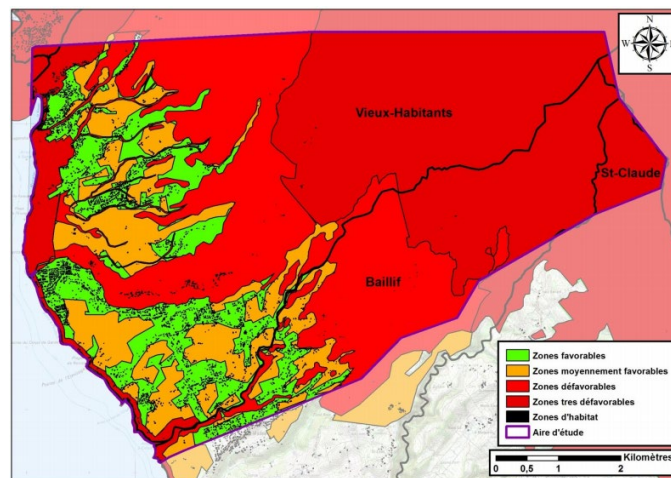 N
W E
S
Vieux-Habitants
St-Claude
Baillif
Zones favorables
Zones moyennement favorables
Zones défavorables
Zones tres défavorables
Zones d'habitat
Aire d'étude
Kilomètres
0 0,5 1 2
2